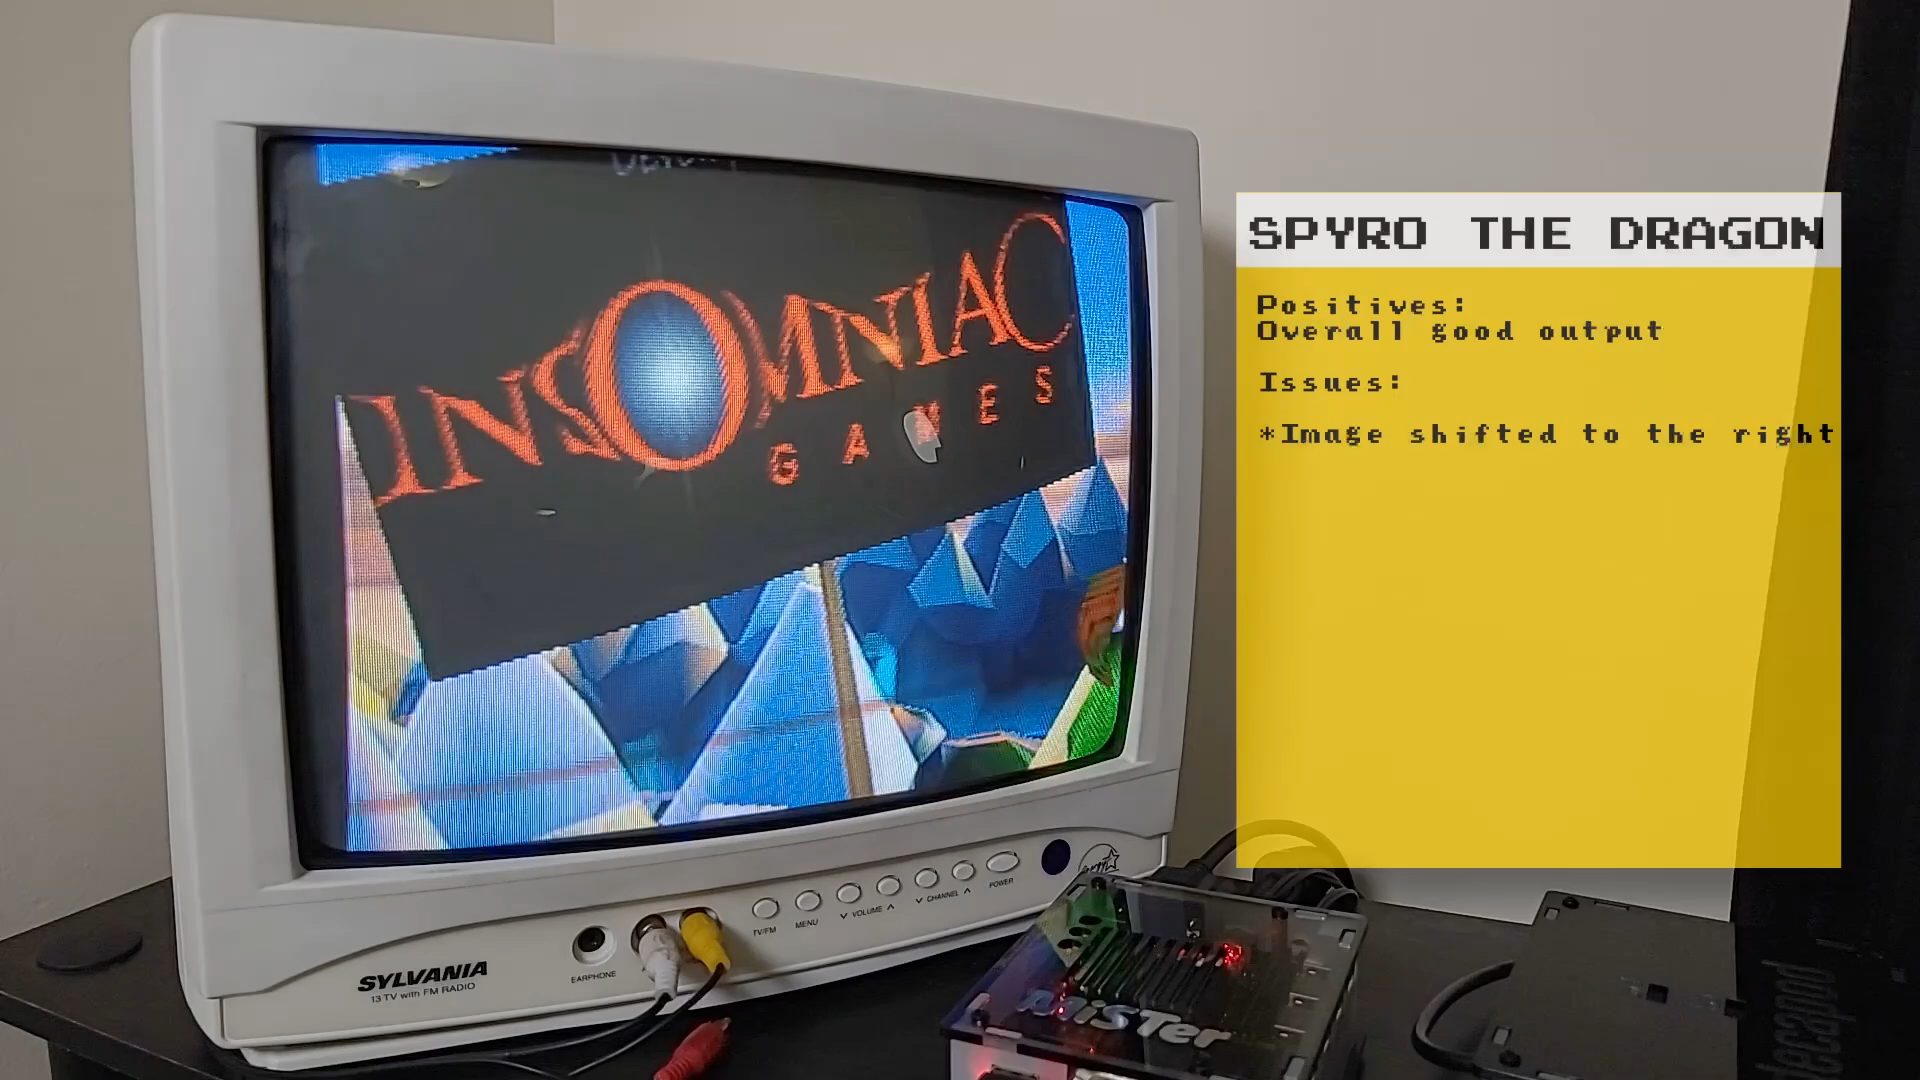 INSOMNIAC
GAMES
SPYRO THE DRAGON
Positives:
Overall good output
Issues:
*Image shifted to the right
TV/FM
MENU
∨ VOLUME ∧
∨ CHANNEL ∧
POWER
EARPHONE
SYLVANIA
13 TV with FM RADIO
MiSTer